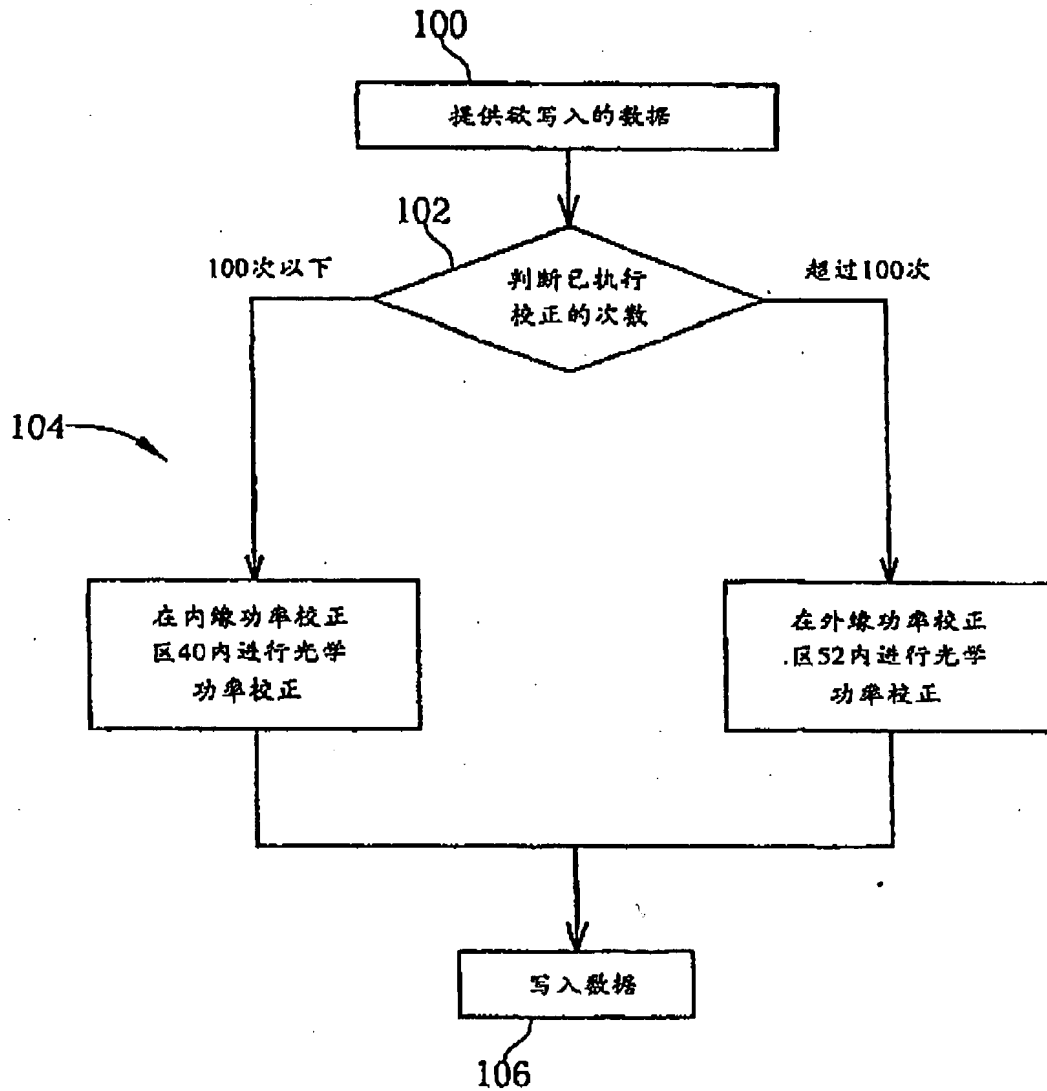 100
提供欲写入的数据
102
100次以下
超过100次
判断已执行
校正的次数
104
在内缘功率校正
区40内进行光学
功率校正
在外缘功率校正
区52内进行光学
功率校正
写入数据
106